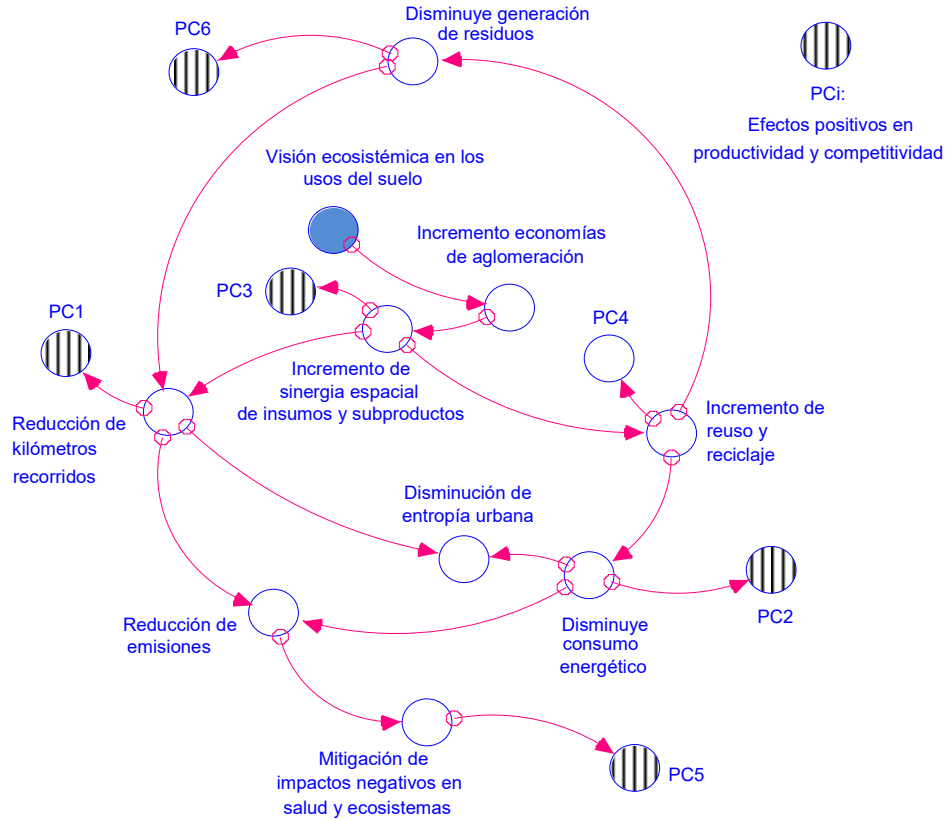 Disminuye generación
de residuos
PC6
PCi:
Efectos positivos en
productividad y competitividad
Visión ecosistémica en los
usos del suelo
Incremento economías
de aglomeración
PC3
PC1
PC4
Incremento de
sinergia espacial
de insumos y subproductos
Reducción de
kilómetros
recorridos
Incremento de
reuso y
reciclaje
Disminución de
entropía urbana
PC2
Reducción de
emisiones
Disminuye
consumo
energético
Mitigación de
impactos negativos en
salud y ecosistemas
PC5